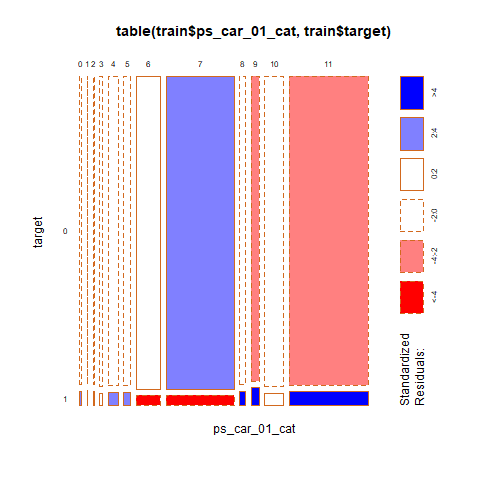 table(train$ps_car_01_cat, train$target)
0 1 2 3 4 5 6 7 8 9 10 11
target
0
1
ps_car_01_cat
Standardized
Residuals:
<-4
-4:-2
-2:0
0:2
2:4
>4